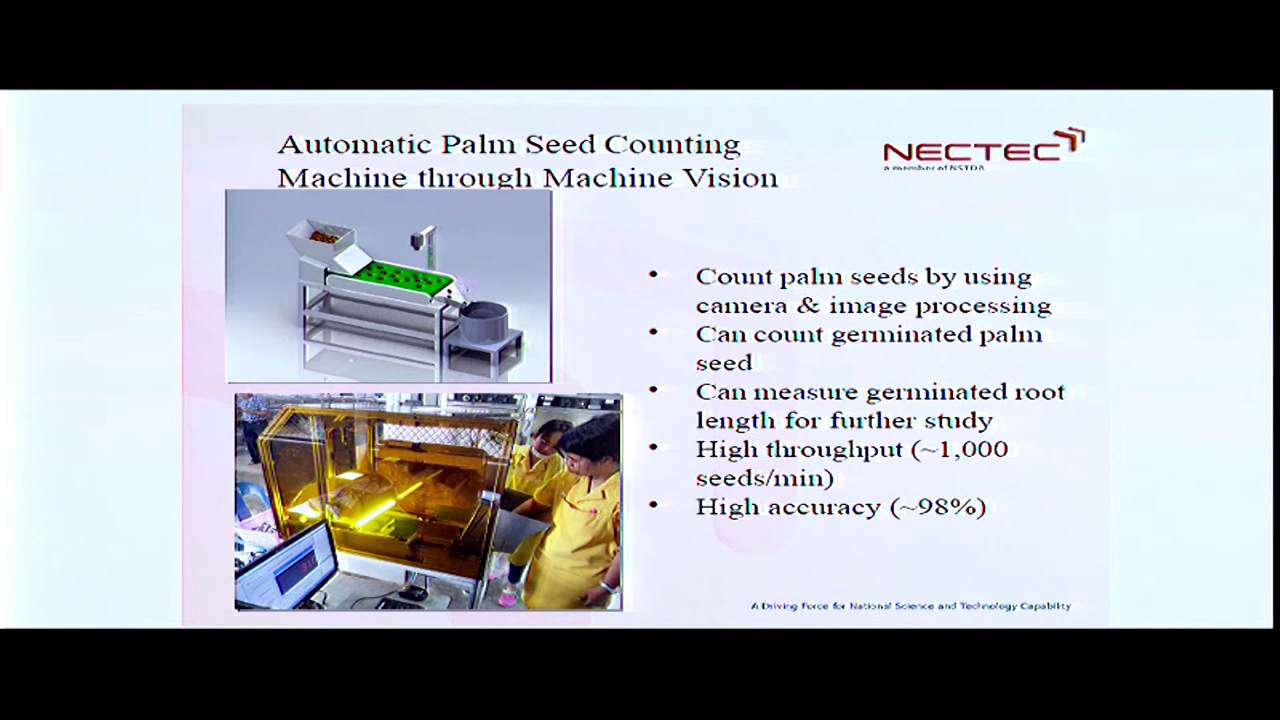 Automatic Palm Seed Counting
Machine through Machine Vision
NECTEC
a member of NSTDA
• Count palm seeds by using
camera & image processing
• Can count germinated palm
seed
• Can measure germinated root
length for further study
• High throughput (~1,000
seeds/min)
• High accuracy (~98%)
A Driving Force for National Science and Technology Capability